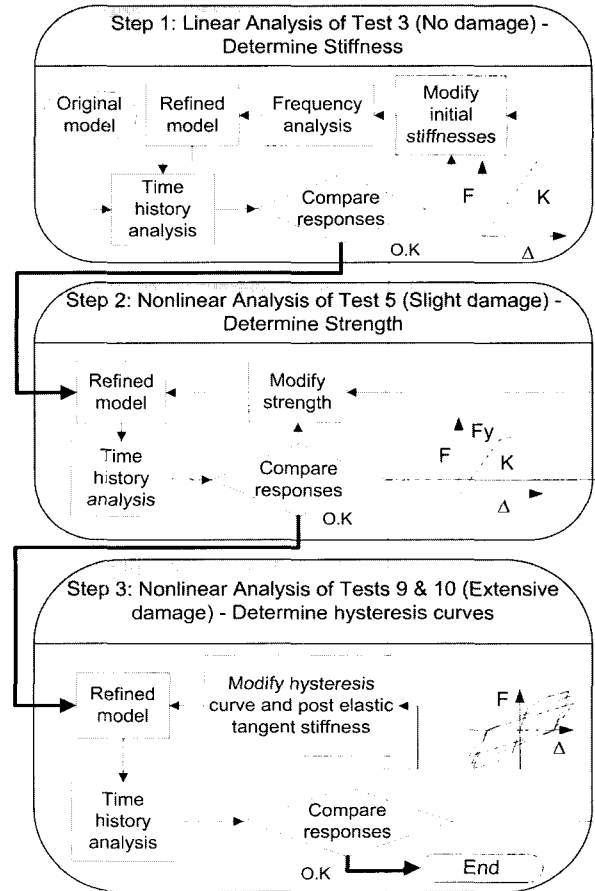 Step 1: Linear Analysis of Test 3 (No damage) -
Determine Stiffness
Original
model
Refined
model
Frequency
analysis
Modify
initial
stiffnesses
Time
history
analysis
Compare
responses
F
K
Δ
O.K
Step 2: Nonlinear Analysis of Test 5 (Slight damage) -
Determine Strength
Refined
model
Modify
strength
Time
history
analysis
Compare
responses
Fy
F
K
Δ
O.K
Step 3: Nonlinear Analysis of Tests 9 & 10 (Extensive
damage) - Determine hysteresis curves
Refined
model
Modify hysteresis
curve and post elastic
tangent stiffness
F
Δ
Time
history
analysis
Compare
responses
O.K
End